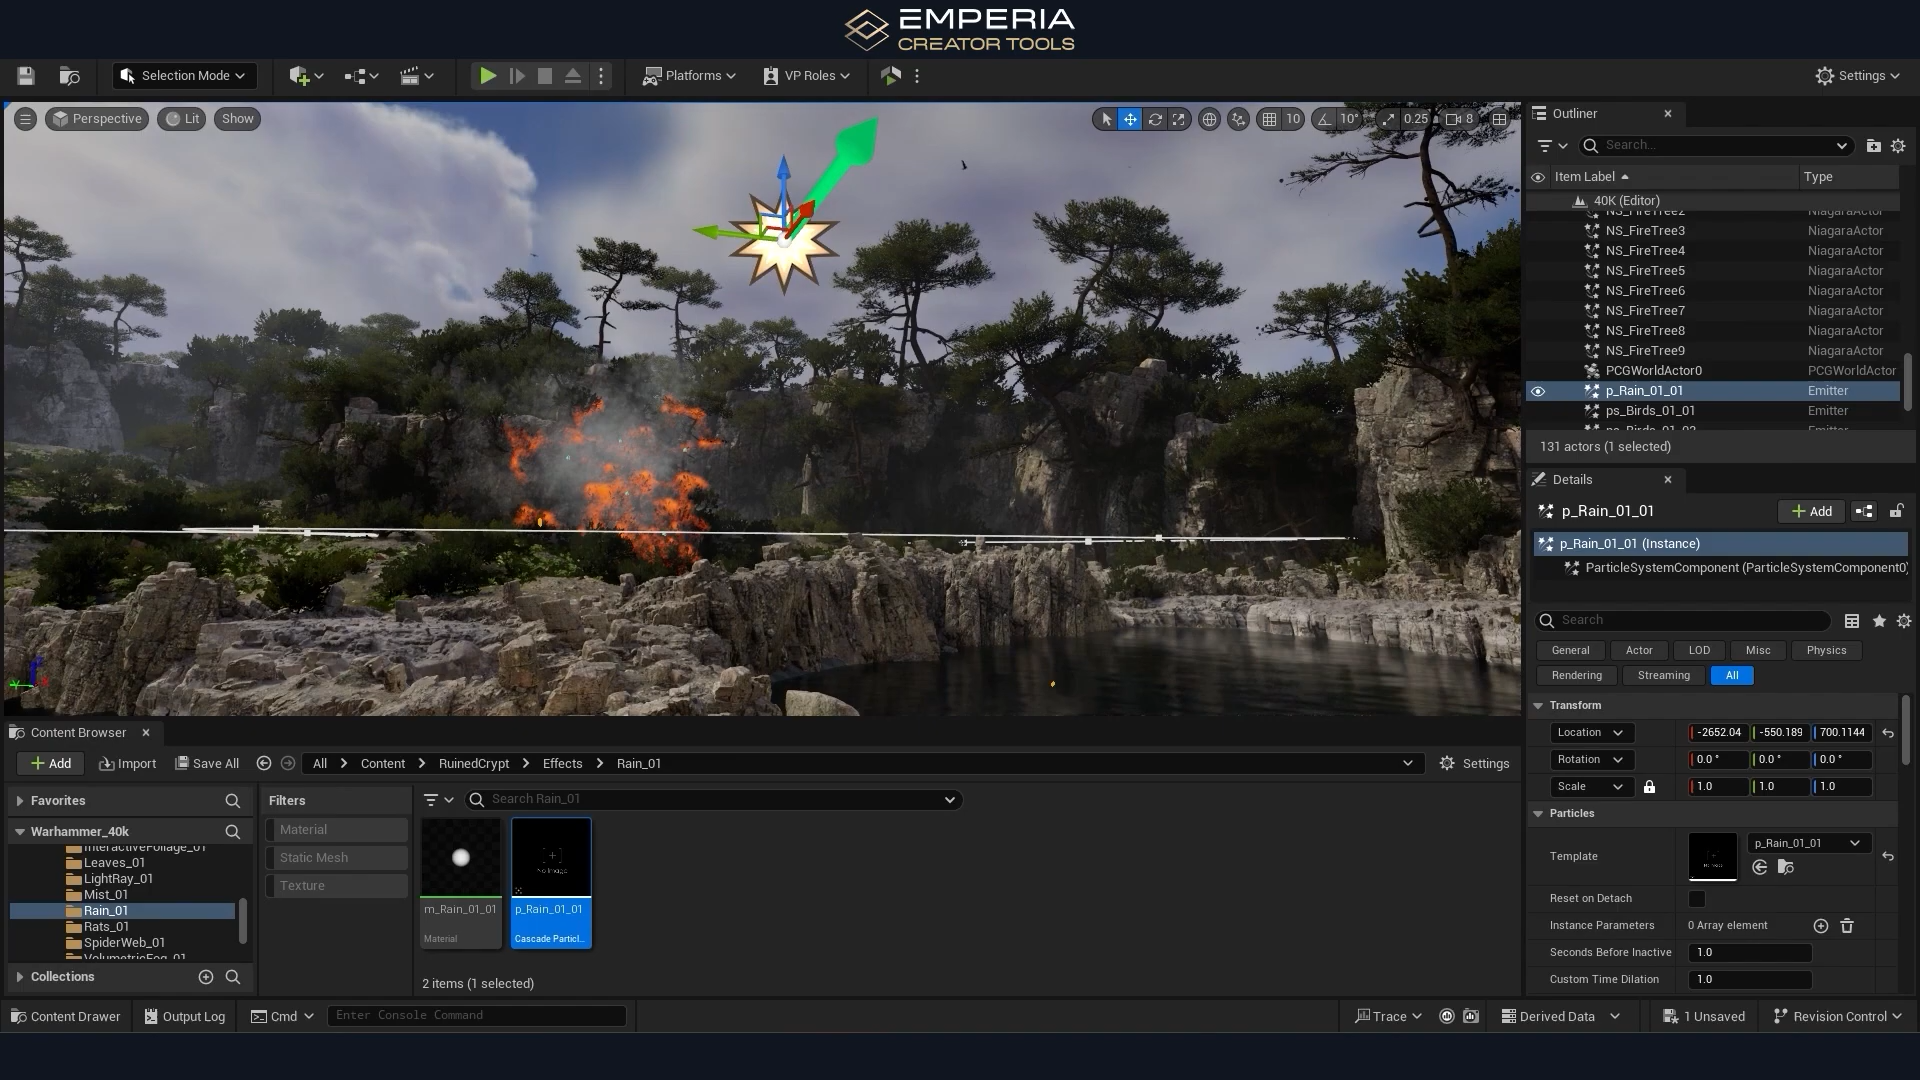 EMPERIA
CREATOR TOOLS
Selection Mode
Platforms
VP Roles
Settings
Perspective
Lit
Show
10
10°
0.25
8
Outliner
Search...
Item Label
Type
40K (Editor)
NS_FireTree2
NiagaraActor
NS_FireTree3
NiagaraActor
NS_FireTree4
NiagaraActor
NS_FireTree5
NiagaraActor
NS_FireTree6
NiagaraActor
NS_FireTree7
NiagaraActor
NS_FireTree8
NiagaraActor
NS_FireTree9
NiagaraActor
PCGWorldActor0
PCGWorldActor
p_Rain_01_01
Emitter
ps_Birds_01_01
Emitter
131 actors (1 selected)
Details
p_Rain_01_01
Add
p_Rain_01_01 (Instance)
ParticleSystemComponent (ParticleSystemComponent0)
Search
General
Actor
LOD
Misc
Physics
Rendering
Streaming
All
Transform
Location
-2652.04
-550.189
700.1144
Rotation
0.0 °
0.0 °
0.0 °
Scale
1.0
1.0
1.0
Particles
Template
p_Rain_01_01
Reset on Detach
Instance Parameters
0 Array element
Seconds Before Inactive
1.0
Custom Time Dilation
1.0
Content Browser
Add
Import
Save All
All
Content
RuinedCrypt
Effects
Rain_01
Settings
Favorites
Warhammer_40k
InteractiveFoliage_01
Leaves_01
LightRay_01
Mist_01
Rain_01
Rats_01
SpiderWeb_01
VolumetricFog_01
Collections
Filters
Material
Static Mesh
Texture
Search Rain_01
m_Rain_01_01
Material
No Image
p_Rain_01_01
Cascade Particl...
2 items (1 selected)
Content Drawer
Output Log
Cmd
Enter Console Command
Trace
Derived Data
1 Unsaved
Revision Control